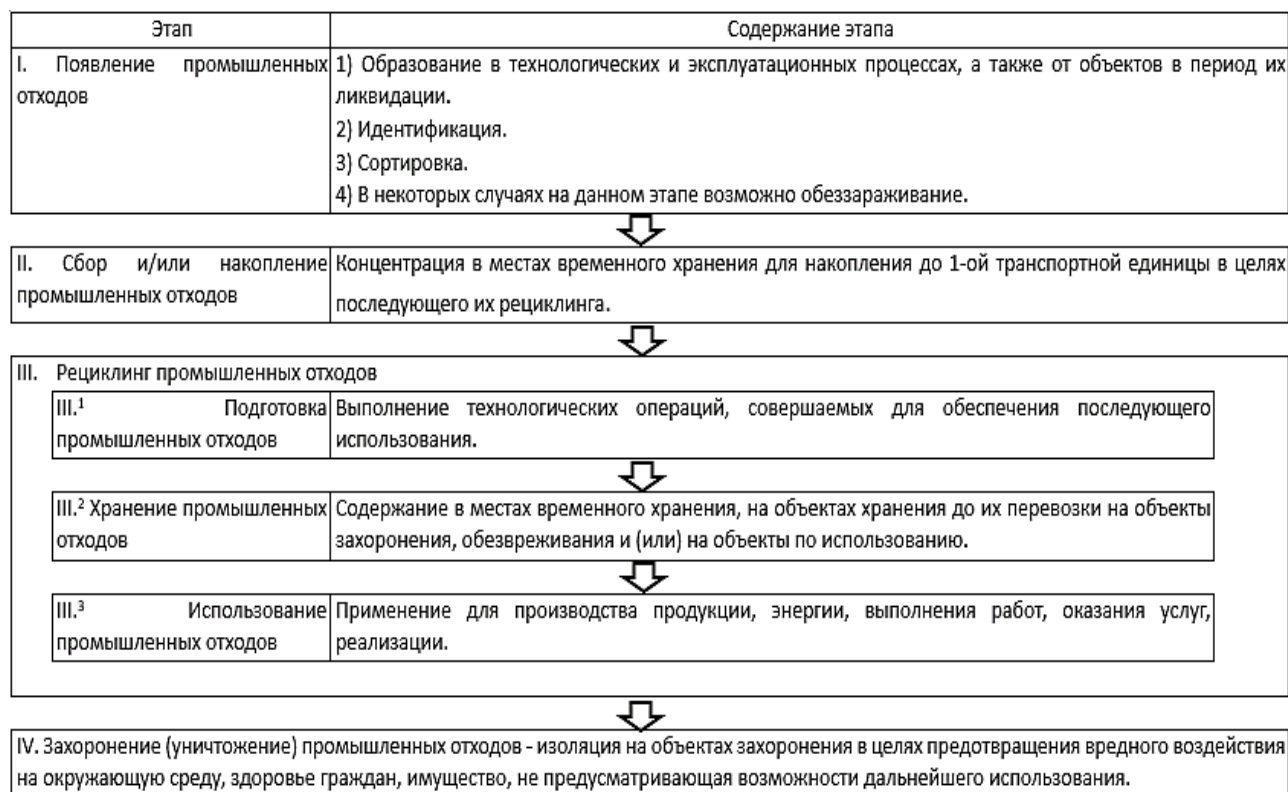 Этап
Содержание этапа
I. Появление промышленных
отходов
1) Образование в технологических и эксплуатационных процессах, а также от объектов в период их
ликвидации.
2) Идентификация.
3) Сортировка.
4) В некоторых случаях на данном этапе возможно обеззараживание.
II. Сбор и/или накопление
промышленных отходов
Концентрация в местах временного хранения для накопления до 1-ой транспортной единицы в целях
последующего их рециклинга.
III. Рециклинг промышленных отходов
III.¹ Подготовка
промышленных отходов
Выполнение технологических операций, совершаемых для обеспечения последующего
использования.
III.² Хранение промышленных
отходов
Содержание в местах временного хранения, на объектах хранения до их перевозки на объекты
захоронения, обезвреживания и (или) на объекты по использованию.
III.³ Использование
промышленных отходов
Применение для производства продукции, энергии, выполнения работ, оказания услуг,
реализации.
IV. Захоронение (уничтожение) промышленных отходов - изоляция на объектах захоронения в целях предотвращения вредного воздействия
на окружающую среду, здоровье граждан, имущество, не предусматривающая возможности дальнейшего использования.